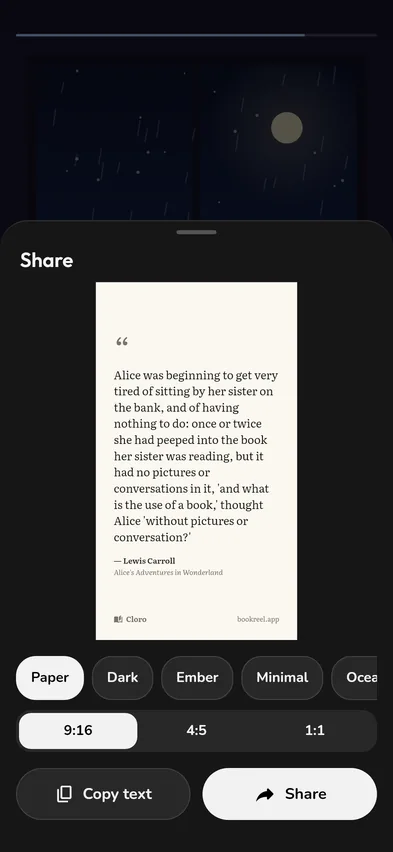 Share
“
Alice was beginning to get very
tired of sitting by her sister on
the bank, and of having
nothing to do: once or twice
she had peeped into the book
her sister was reading, but it
had no pictures or
conversations in it, 'and what
is the use of a book,' thought
Alice 'without pictures or
conversation?'
— Lewis Carroll
Alice's Adventures in Wonderland
Cloro bookreel.app
Paper Dark Ember Minimal Ocea
9:16 4:5 1:1
Copy text Share